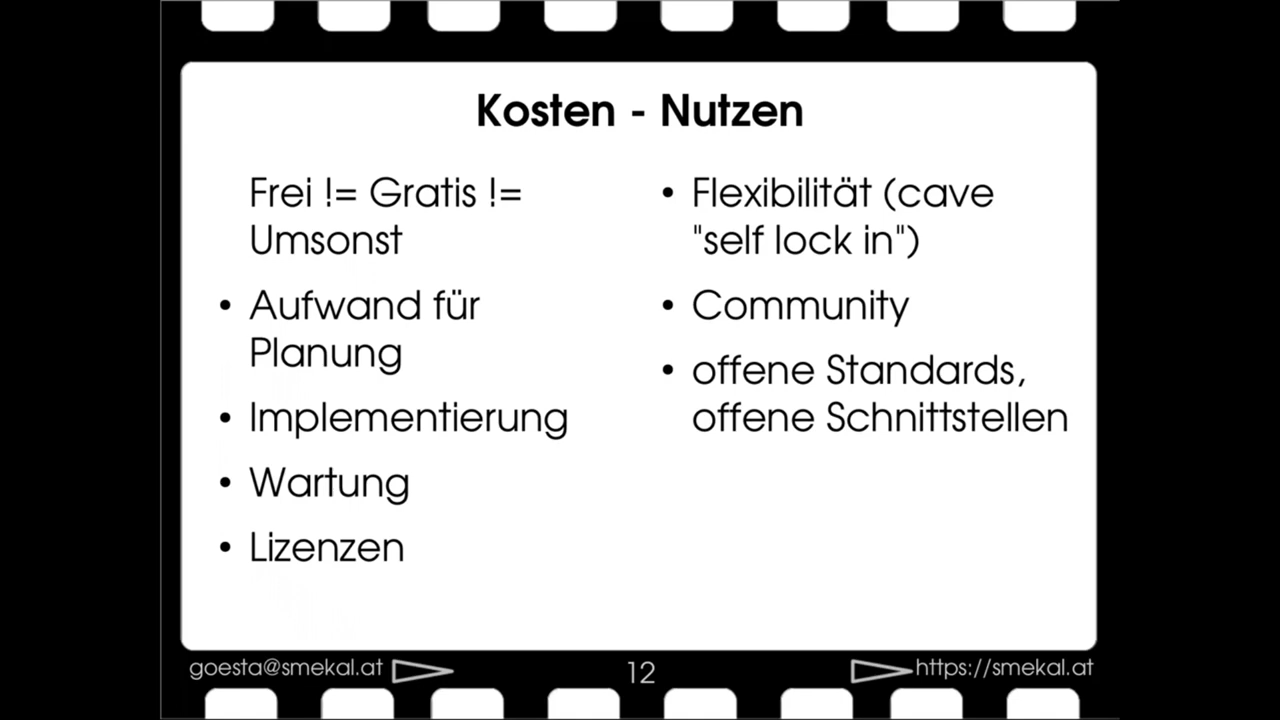 Kosten - Nutzen
Frei != Gratis !=
Umsonst
• Aufwand für
Planung
• Implementierung
• Wartung
• Lizenzen
• Flexibilität (cave
"self lock in")
• Community
• offene Standards,
offene Schnittstellen
goesta@smekal.at
12
https://smekal.at